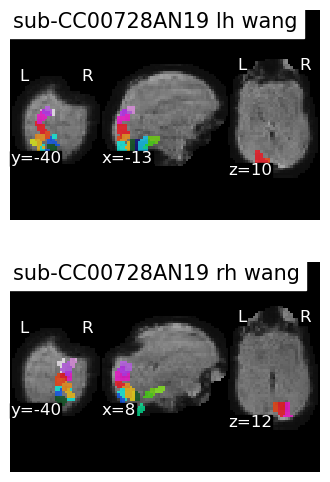 sub-CC00728AN19 lh wang
L R L R
y=-40 x=-13 z=10
sub-CC00728AN19 rh wang
L R L R
y=-40 x=8 z=12